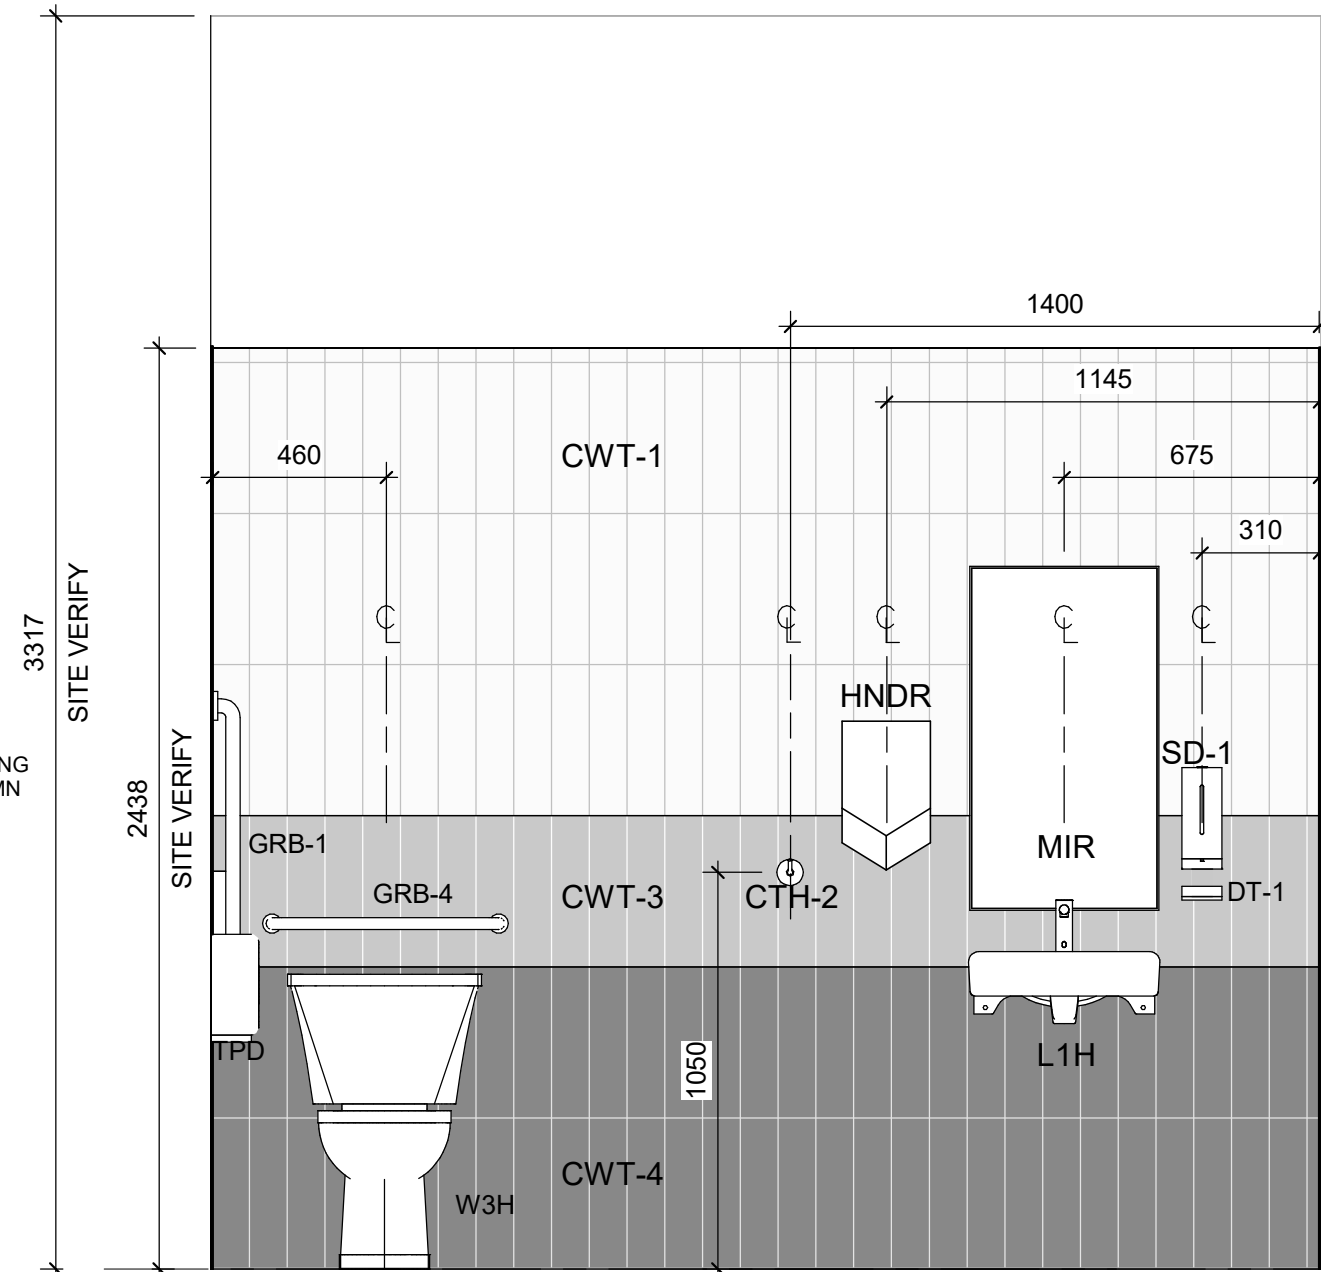 1400
1145
460
CWT-1
675
310
3317
SITE VERIFY
HNDR
SD-1
NG
MN
2438
SITE VERIFY
GRB-1
MIR
GRB-4
CWT-3
CTH-2
DT-1
TPD
1050
L1H
CWT-4
W3H